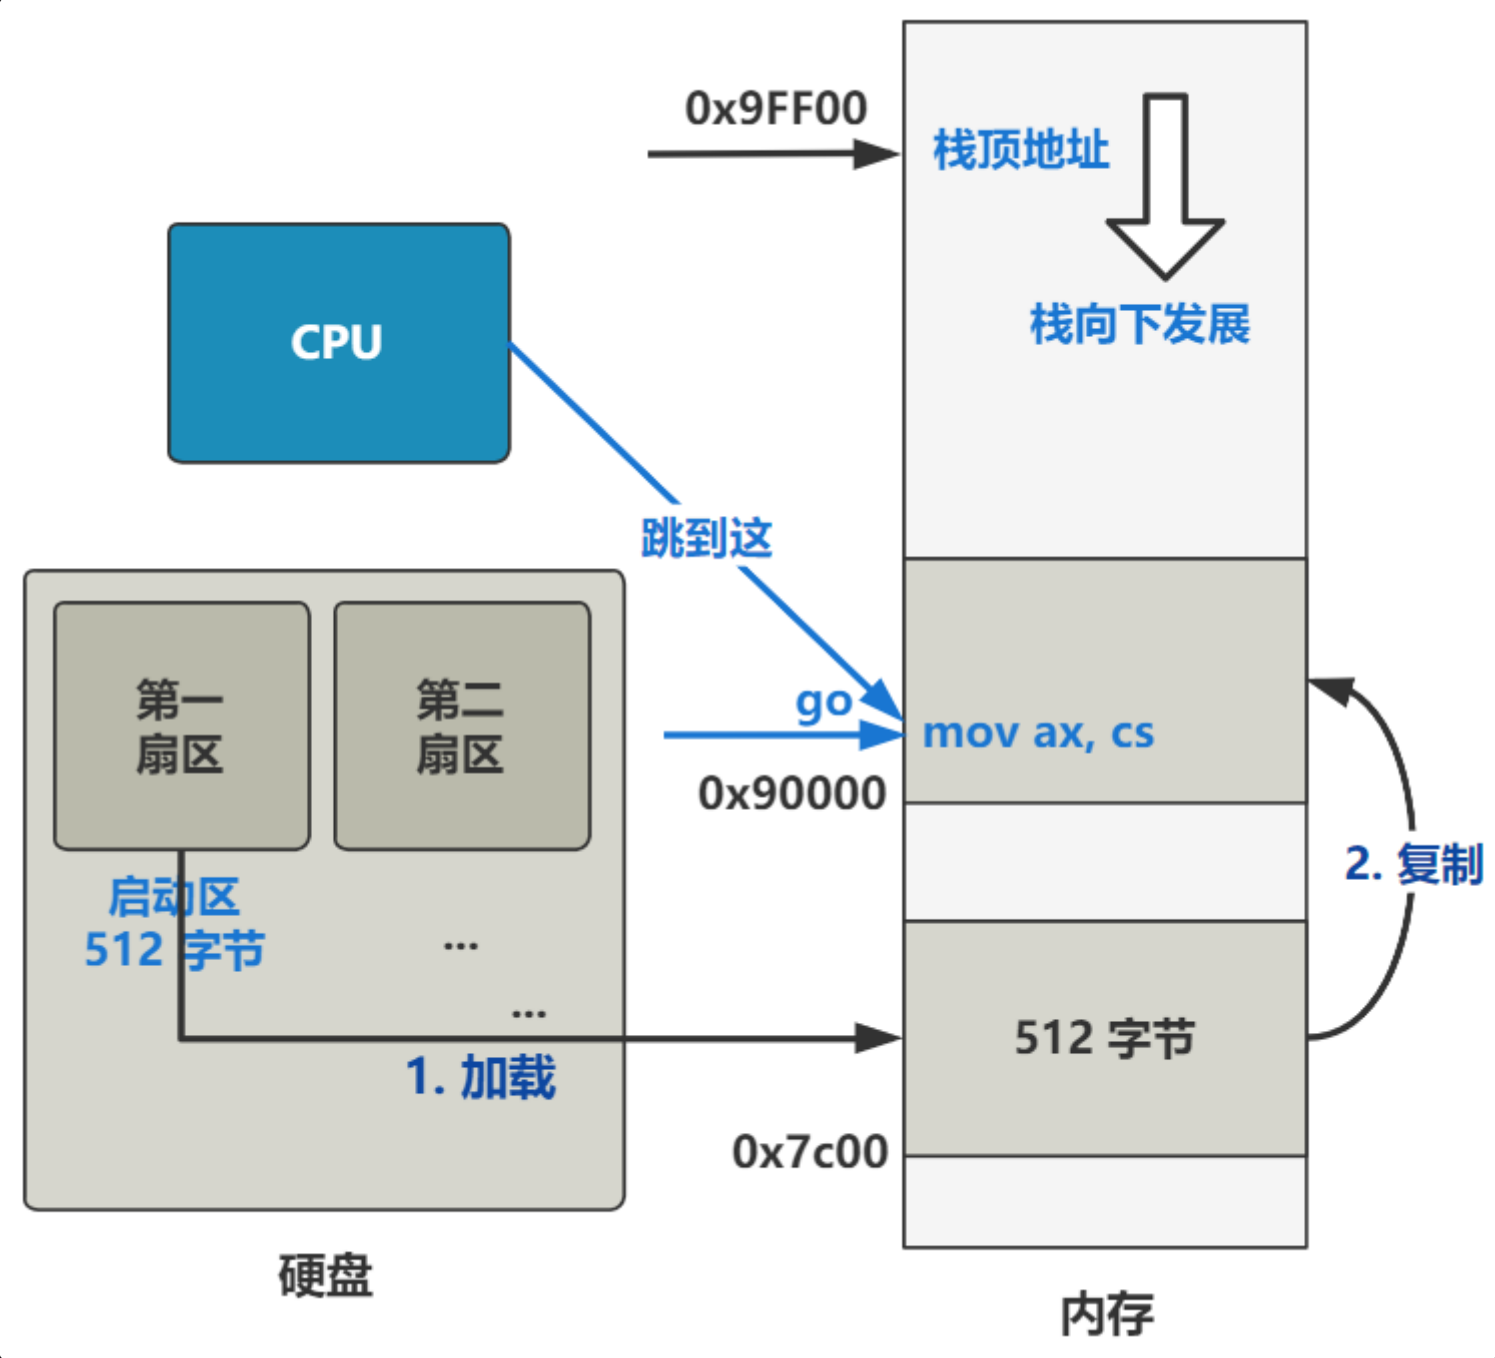 0x9FF00
栈顶地址
栈向下发展
CPU
跳到这
go
mov ax, cs
0x90000
第一
扇区
第二
扇区
启动区
512 字节
...
...
1. 加载
2. 复制
512 字节
0x7c00
硬盘
内存